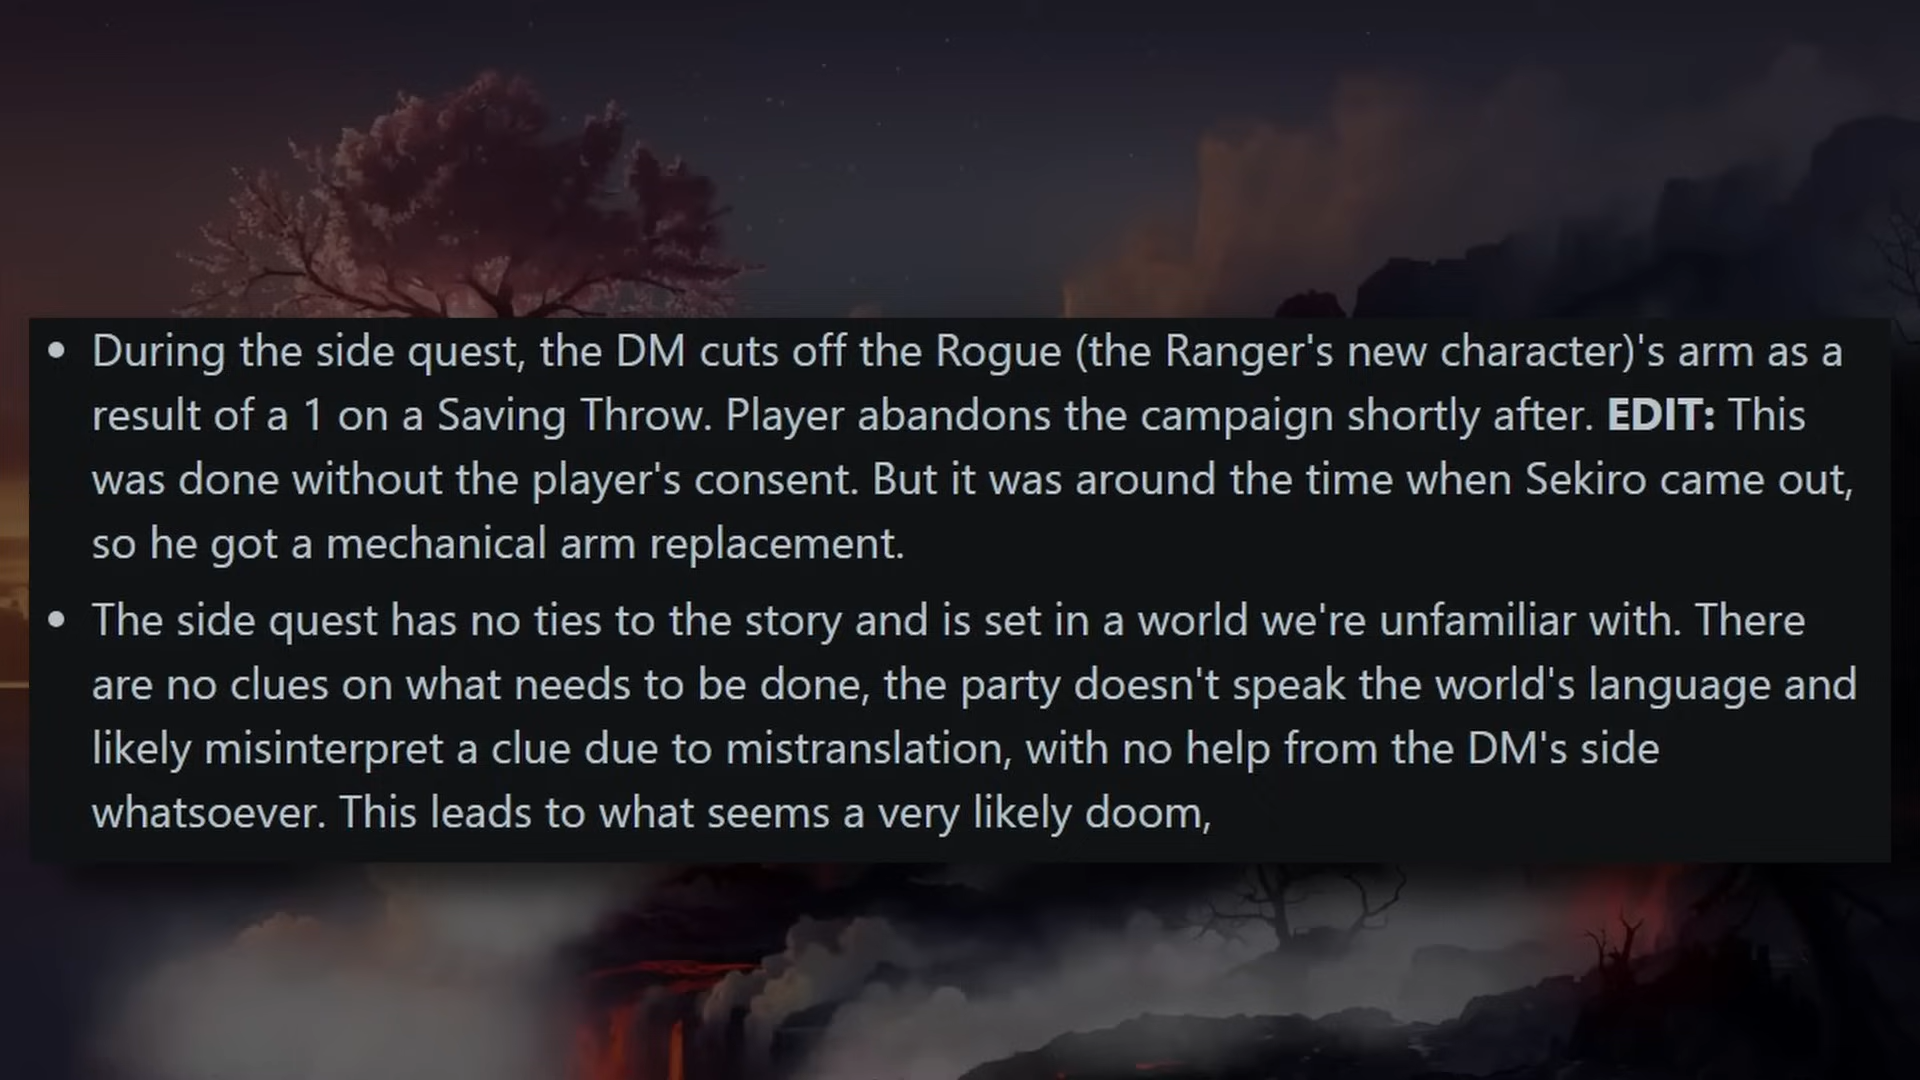 • During the side quest, the DM cuts off the Rogue (the Ranger's new character)'s arm as a
result of a 1 on a Saving Throw. Player abandons the campaign shortly after. EDIT: This
was done without the player's consent. But it was around the time when Sekiro came out,
so he got a mechanical arm replacement.
• The side quest has no ties to the story and is set in a world we're unfamiliar with. There
are no clues on what needs to be done, the party doesn't speak the world's language and
likely misinterpret a clue due to mistranslation, with no help from the DM's side
whatsoever. This leads to what seems a very likely doom,